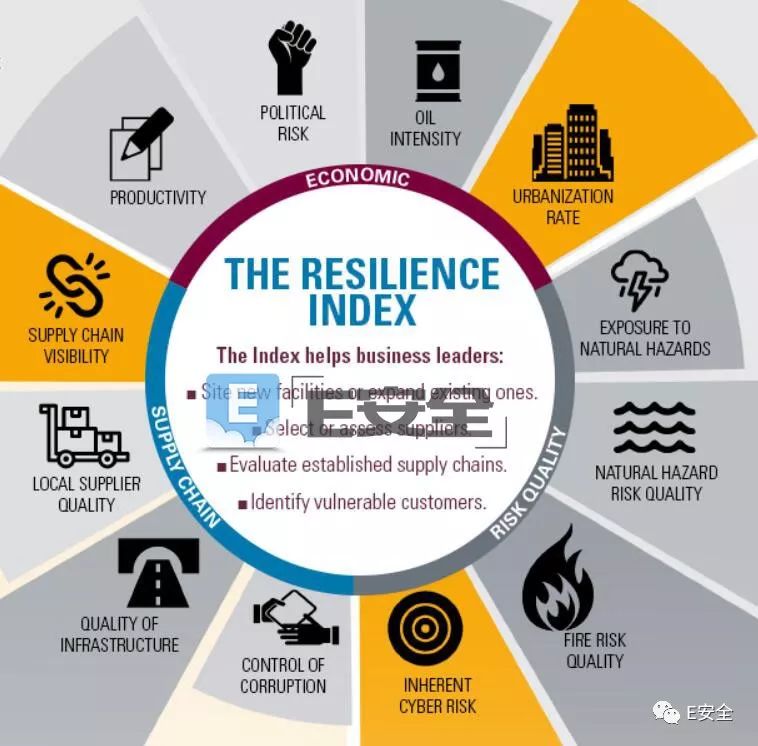 POLITICAL
RISK
OIL
INTENSITY
URBANIZATION
RATE
PRODUCTIVITY
ECONOMIC
THE RESILIENCE
INDEX
The Index helps business leaders:
■ Site new facilities or expand existing ones.
■ Select or assess suppliers.
■ Evaluate established supply chains.
■ Identify vulnerable customers.
E
E安全
EXPOSURE TO
NATURAL HAZARDS
NATURAL HAZARD
RISK QUALITY
RISK QUALITY
FIRE RISK
QUALITY
INHERENT
CYBER RISK
CONTROL OF
CORRUPTION
QUALITY OF
INFRASTRUCTURE
LOCAL SUPPLIER
QUALITY
SUPPLY CHAIN
SUPPLY CHAIN
VISIBILITY
E安全